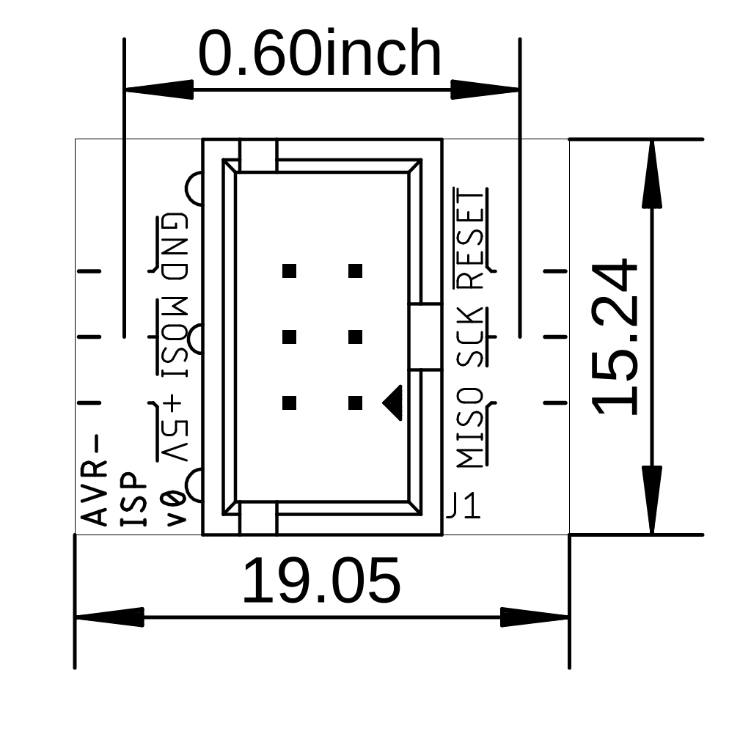 0.60inch
GND MOSI +5V
RESET
SCK
MISO
15.24
AVR-
ISP
v0
J1
19.05